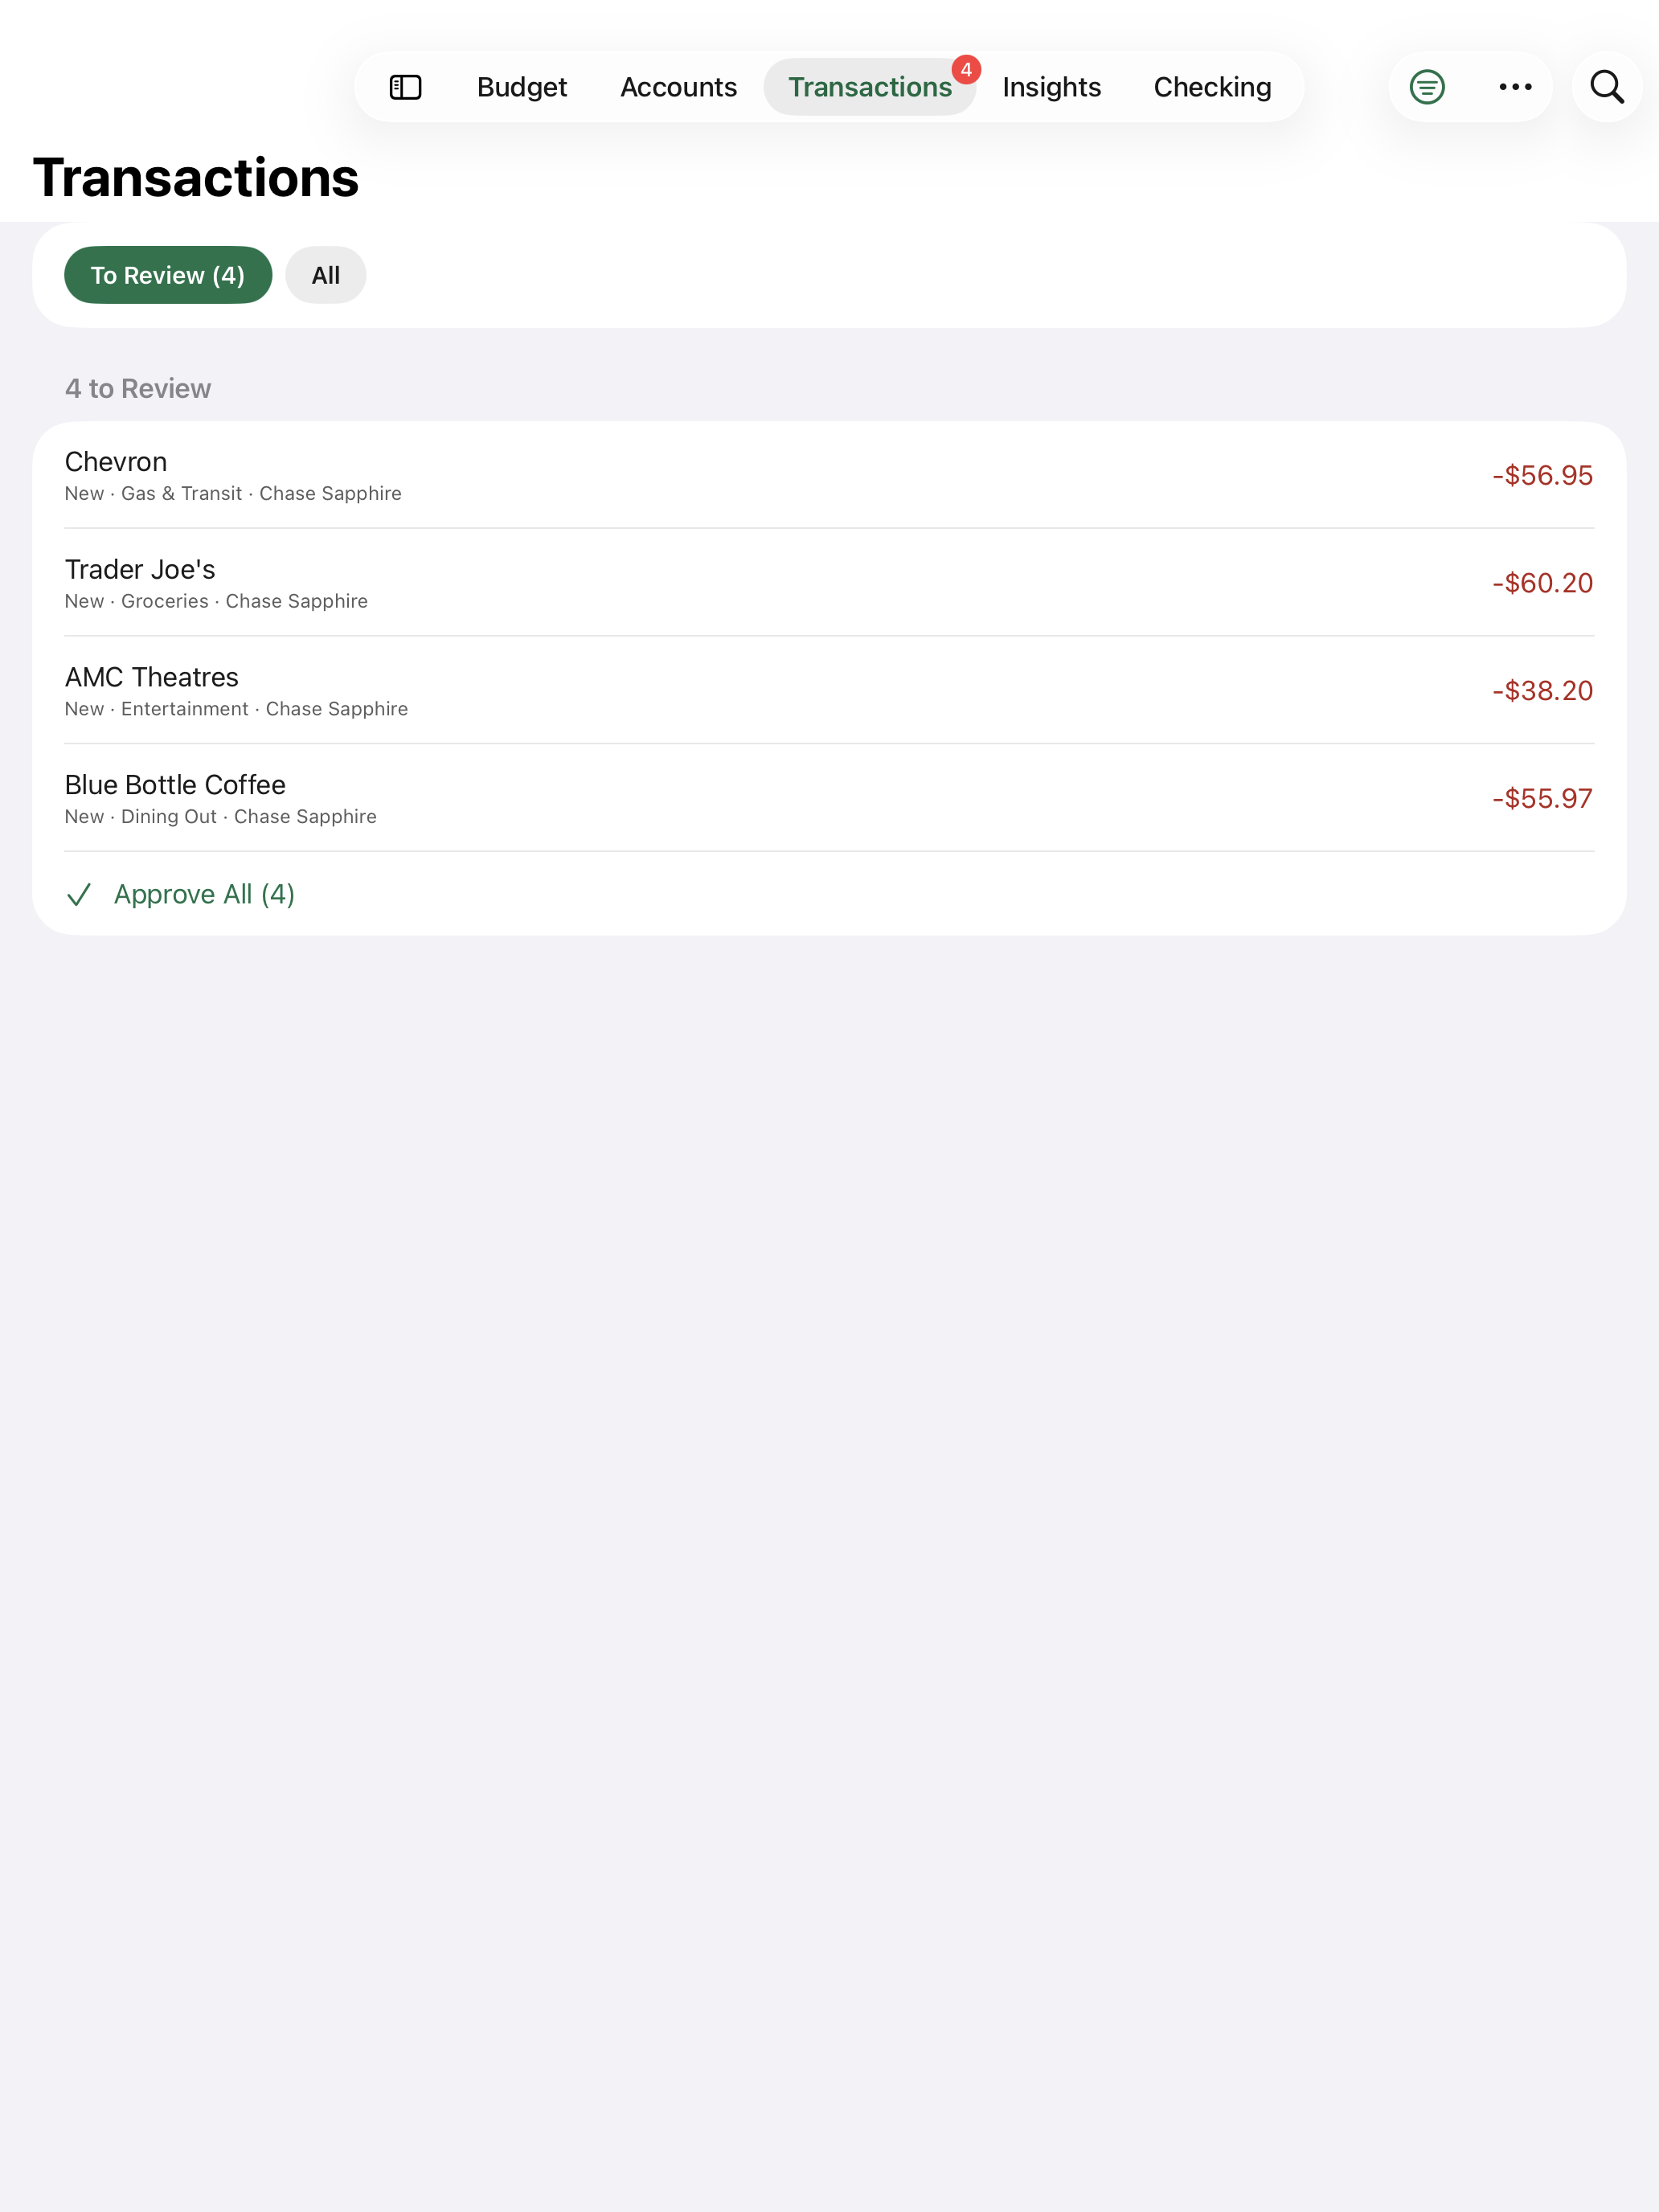 Budget Accounts Transactions 4 Insights Checking
Transactions
To Review (4) All
4 to Review
Chevron
New · Gas & Transit · Chase Sapphire
-$56.95
Trader Joe's
New · Groceries · Chase Sapphire
-$60.20
AMC Theatres
New · Entertainment · Chase Sapphire
-$38.20
Blue Bottle Coffee
New · Dining Out · Chase Sapphire
-$55.97
Approve All (4)